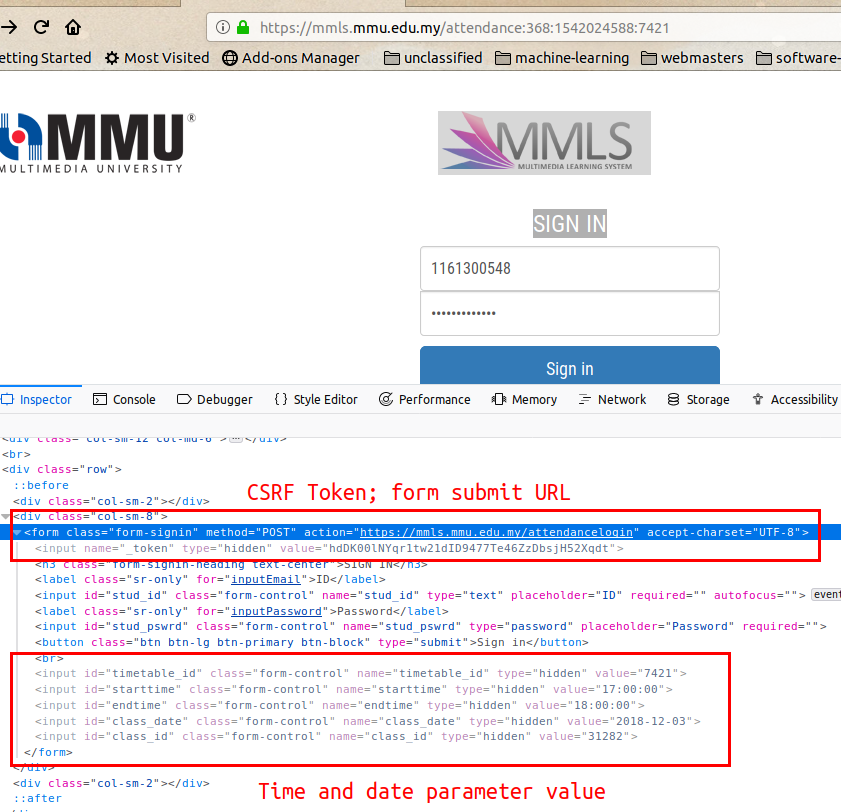 https://mmls.mmu.edu.my/attendance:368:1542024588:7421
etting Started Most Visited Add-ons Manager unclassified machine-learning webmasters software-
MMU®
MULTIMEDIA UNIVERSITY
MMLS
MULTIMEDIA LEARNING SYSTEM
SIGN IN
1161300548
•••••••••••••
Sign in
Inspector Console Debugger { } Style Editor Performance Memory Network Storage Accessibility
<div class="col-sm-12 col-md-6"></div>
<br>
<div class="row">
::before
<div class="col-sm-2"></div>
CSRF Token; form submit URL
<div class="col-sm-8">
<form class="form-signin" method="POST" action="https://mmls.mmu.edu.my/attendancelogin" accept-charset="UTF-8">
<input name="_token" type="hidden" value="hdDK00lNYqr1tw21dID9477Te46ZzDbsjH52Xqdt">
<h3 class="form-signin-heading text-center">SIGN IN</h3>
<label class="sr-only" for="inputEmail">ID</label>
<input id="stud_id" class="form-control" name="stud_id" type="text" placeholder="ID" required="" autofocus=""> event
<label class="sr-only" for="inputPassword">Password</label>
<input id="stud_pswrd" class="form-control" name="stud_pswrd" type="password" placeholder="Password" required="">
<button class="btn btn-lg btn-primary btn-block" type="submit">Sign in</button>
<br>
<input id="timetable_id" class="form-control" name="timetable_id" type="hidden" value="7421">
<input id="starttime" class="form-control" name="starttime" type="hidden" value="17:00:00">
<input id="endtime" class="form-control" name="endtime" type="hidden" value="18:00:00">
<input id="class_date" class="form-control" name="class_date" type="hidden" value="2018-12-03">
<input id="class_id" class="form-control" name="class_id" type="hidden" value="31282">
</form>
</div>
<div class="col-sm-2"></div>
Time and date parameter value
::after